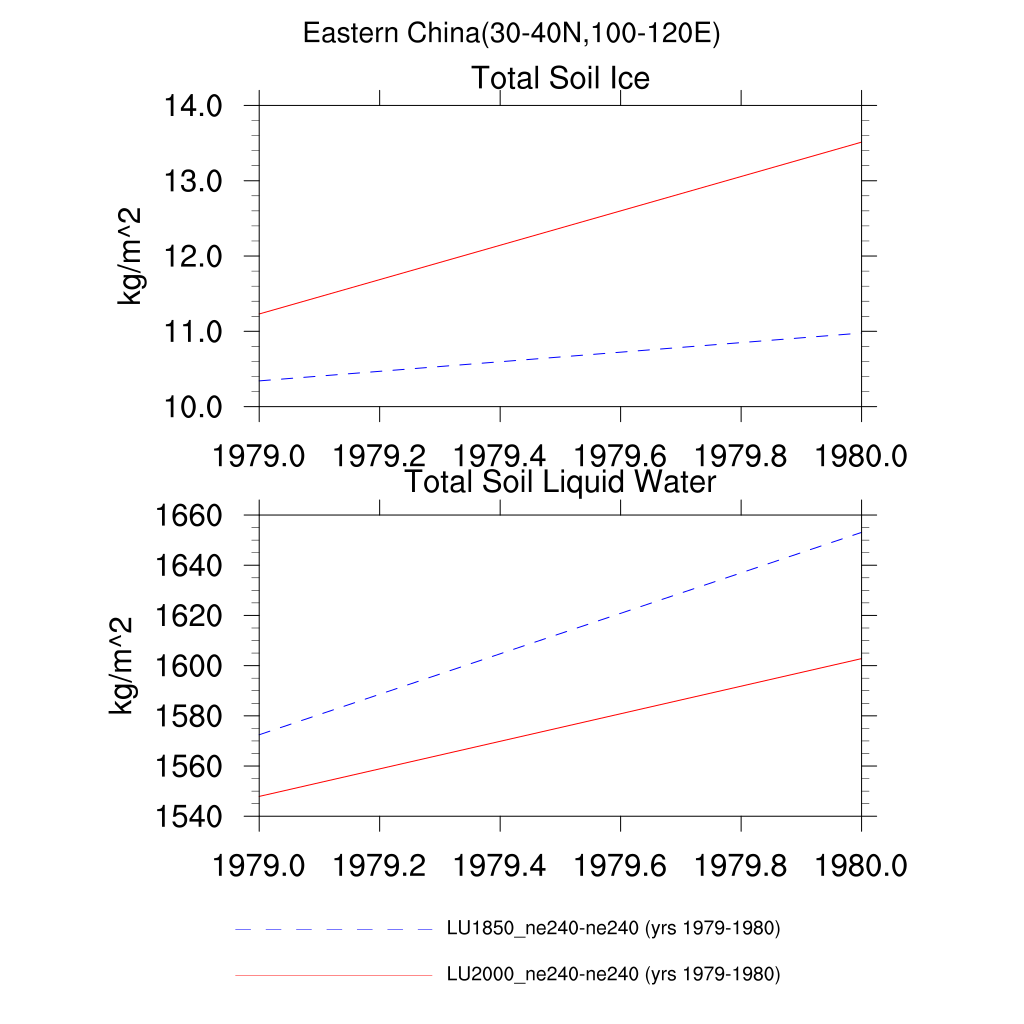 Eastern China(30-40N,100-120E)
Total Soil Ice
14.0
13.0
12.0
11.0
10.0
kg/m^2
1979.0 1979.2 1979.4 1979.6 1979.8 1980.0
Total Soil Liquid Water
1660
1640
1620
1600
1580
1560
1540
kg/m^2
1979.0 1979.2 1979.4 1979.6 1979.8 1980.0
LU1850_ne240-ne240 (yrs 1979-1980)
LU2000_ne240-ne240 (yrs 1979-1980)